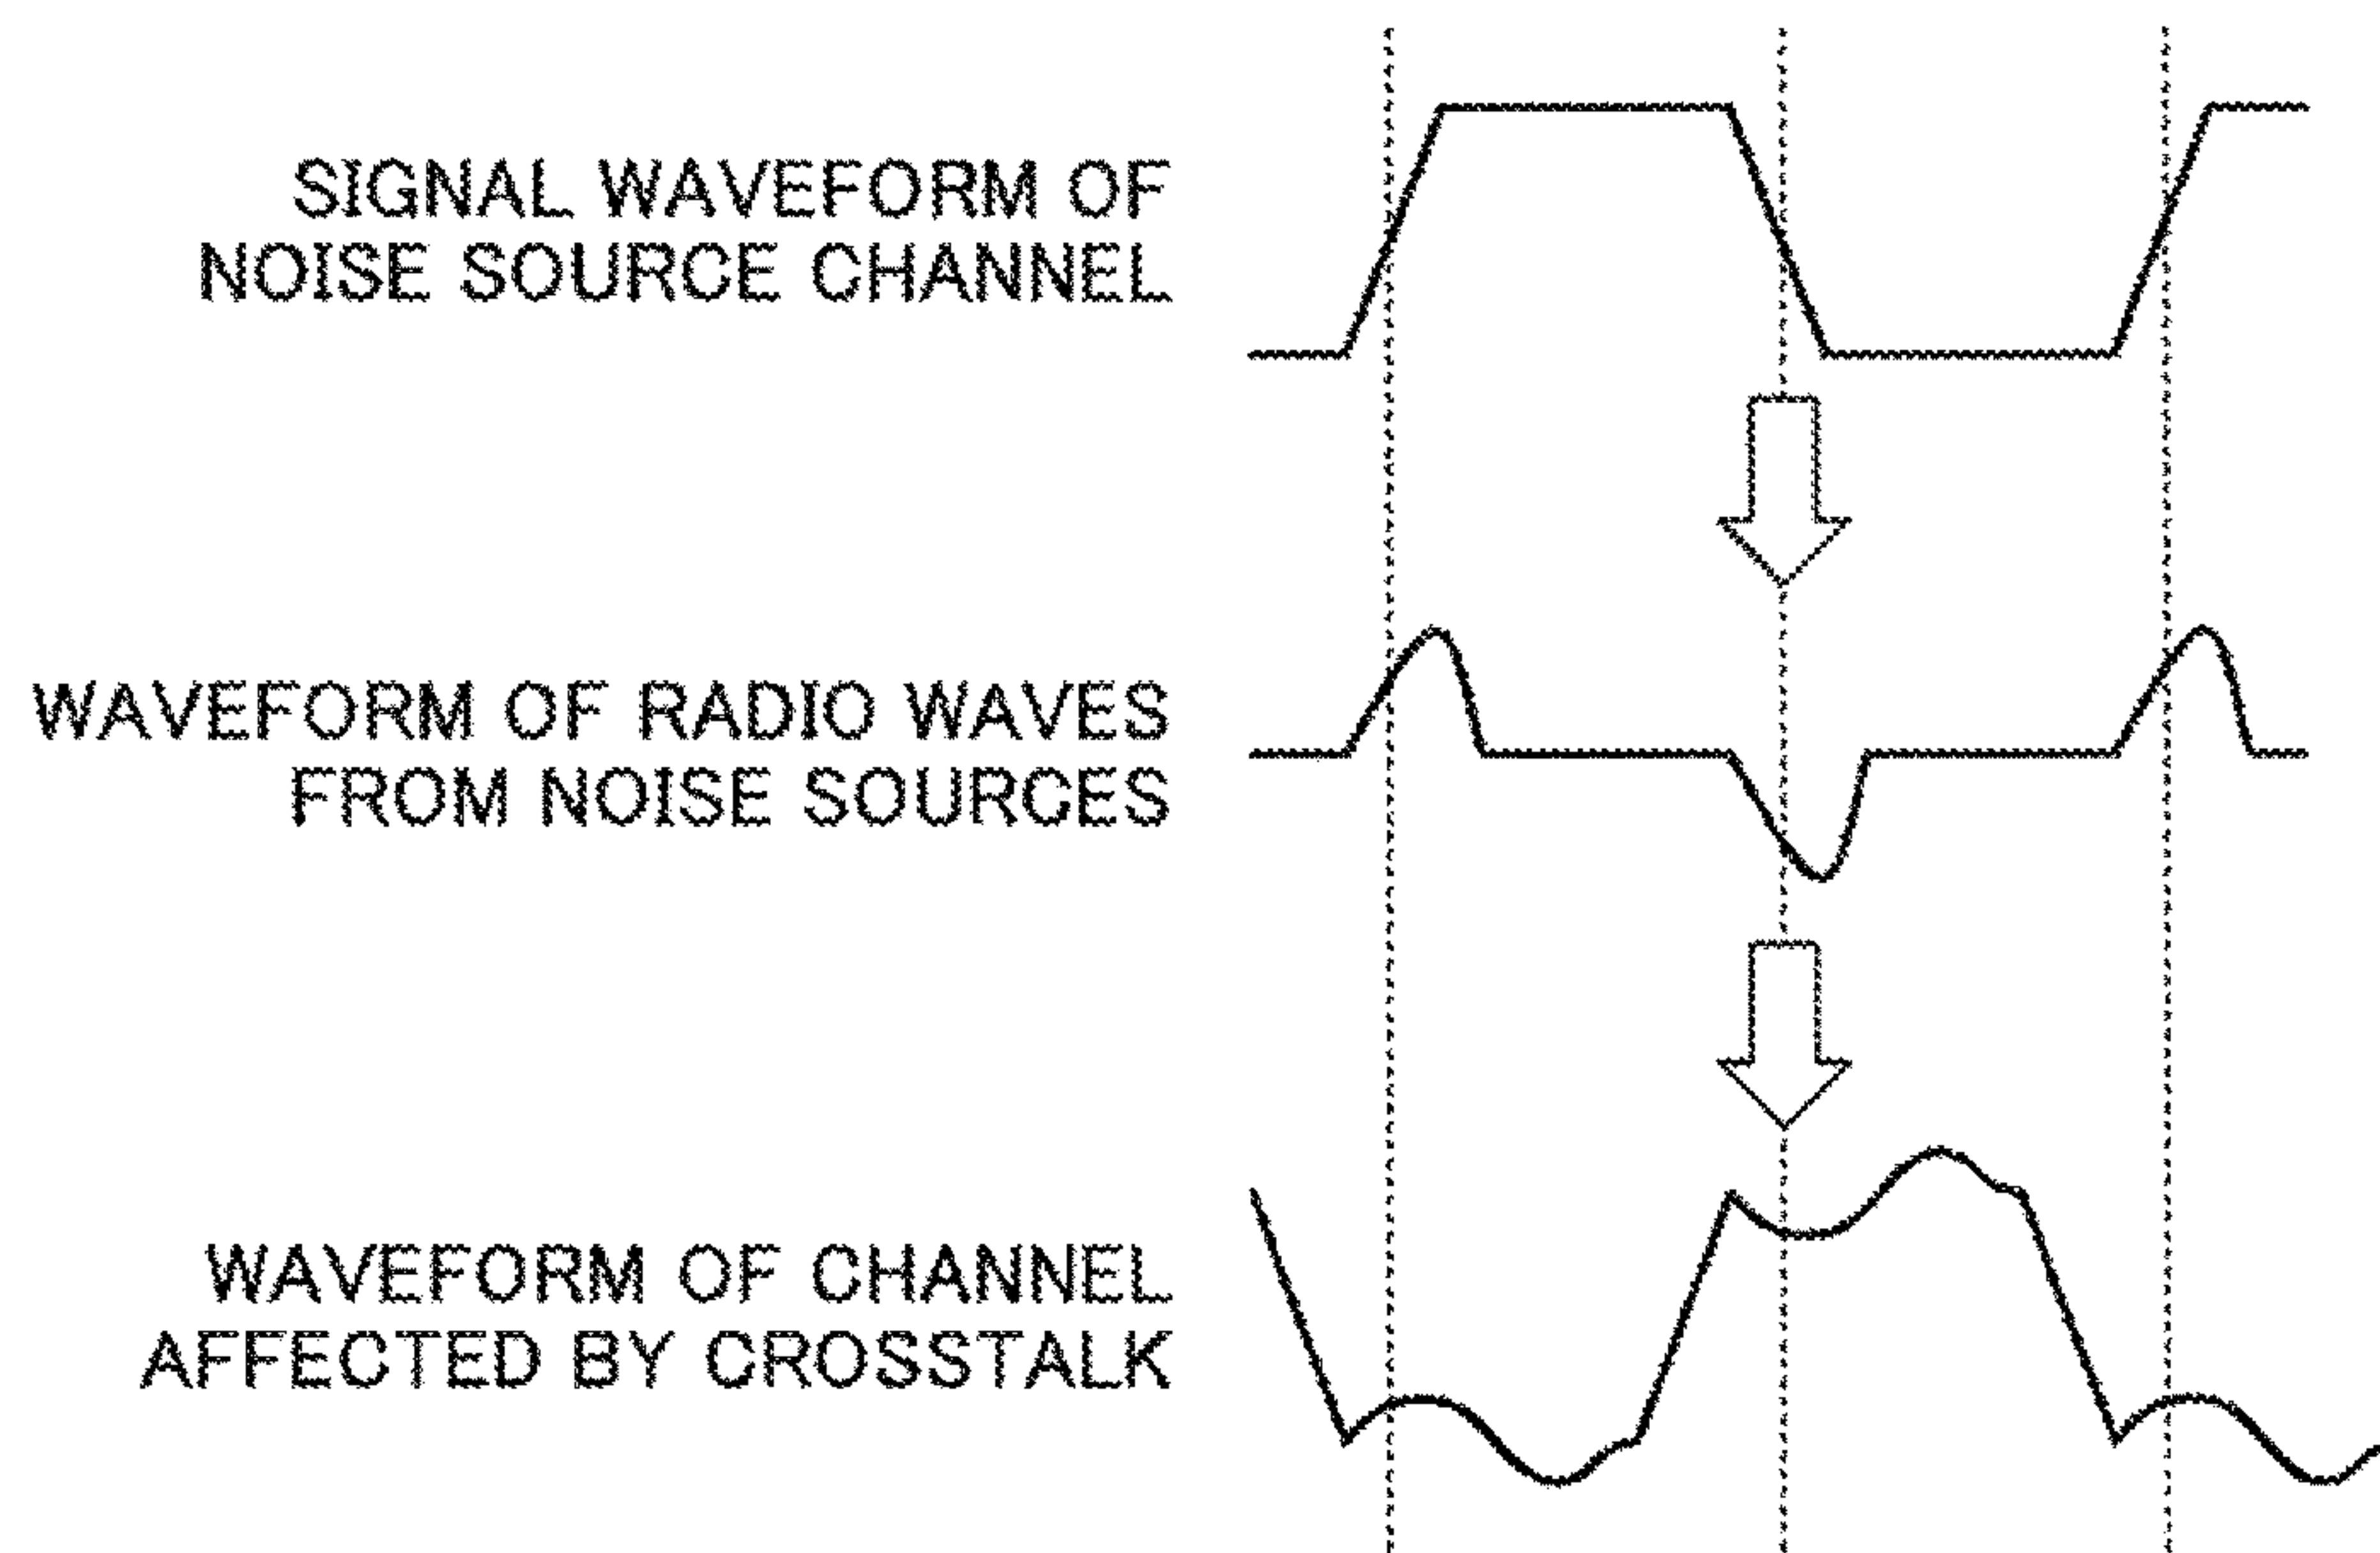 SIGNAL WAVEFORM OF
NOISE SOURCE CHANNEL
WAVEFORM OF RADIO WAVES
FROM NOISE SOURCES
WAVEFORM OF CHANNEL
AFFECTED BY CROSSTALK